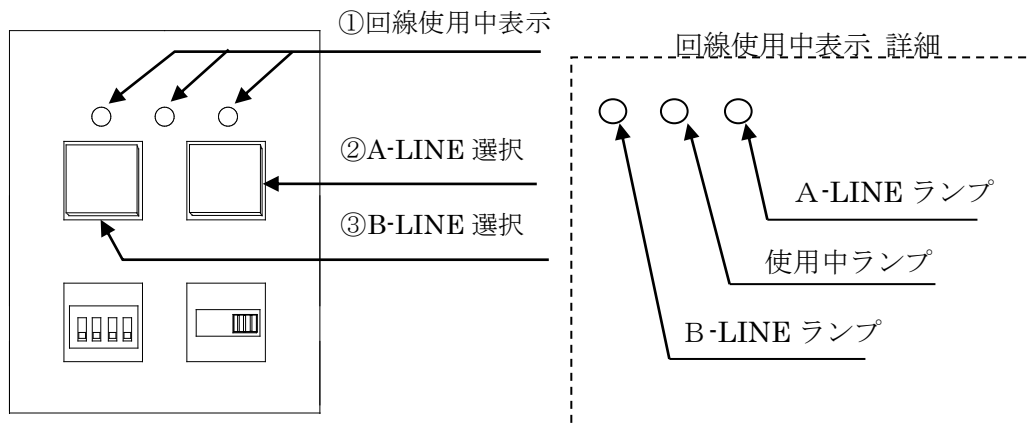 ①回線使用中表示
②A-LINE 選択
③B-LINE 選択
回線使用中表示 詳細
A-LINE ランプ
使用中ランプ
B-LINE ランプ